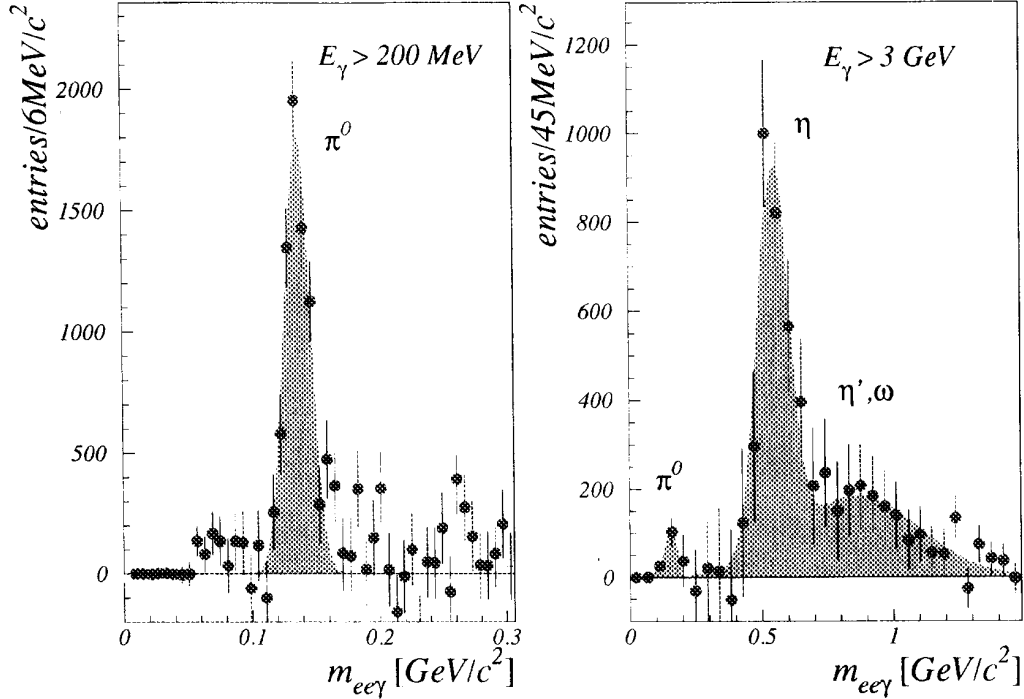 entries/6MeV/c²
2000
1500
1000
500
0
E_γ > 200 MeV
π⁰
0
0.1
0.2
0.3
m_eeγ [GeV/c²]
entries/45MeV/c²
1200
1000
800
600
400
200
0
E_γ > 3 GeV
η
η',ω
π⁰
0
0.5
1
m_eeγ [GeV/c²]